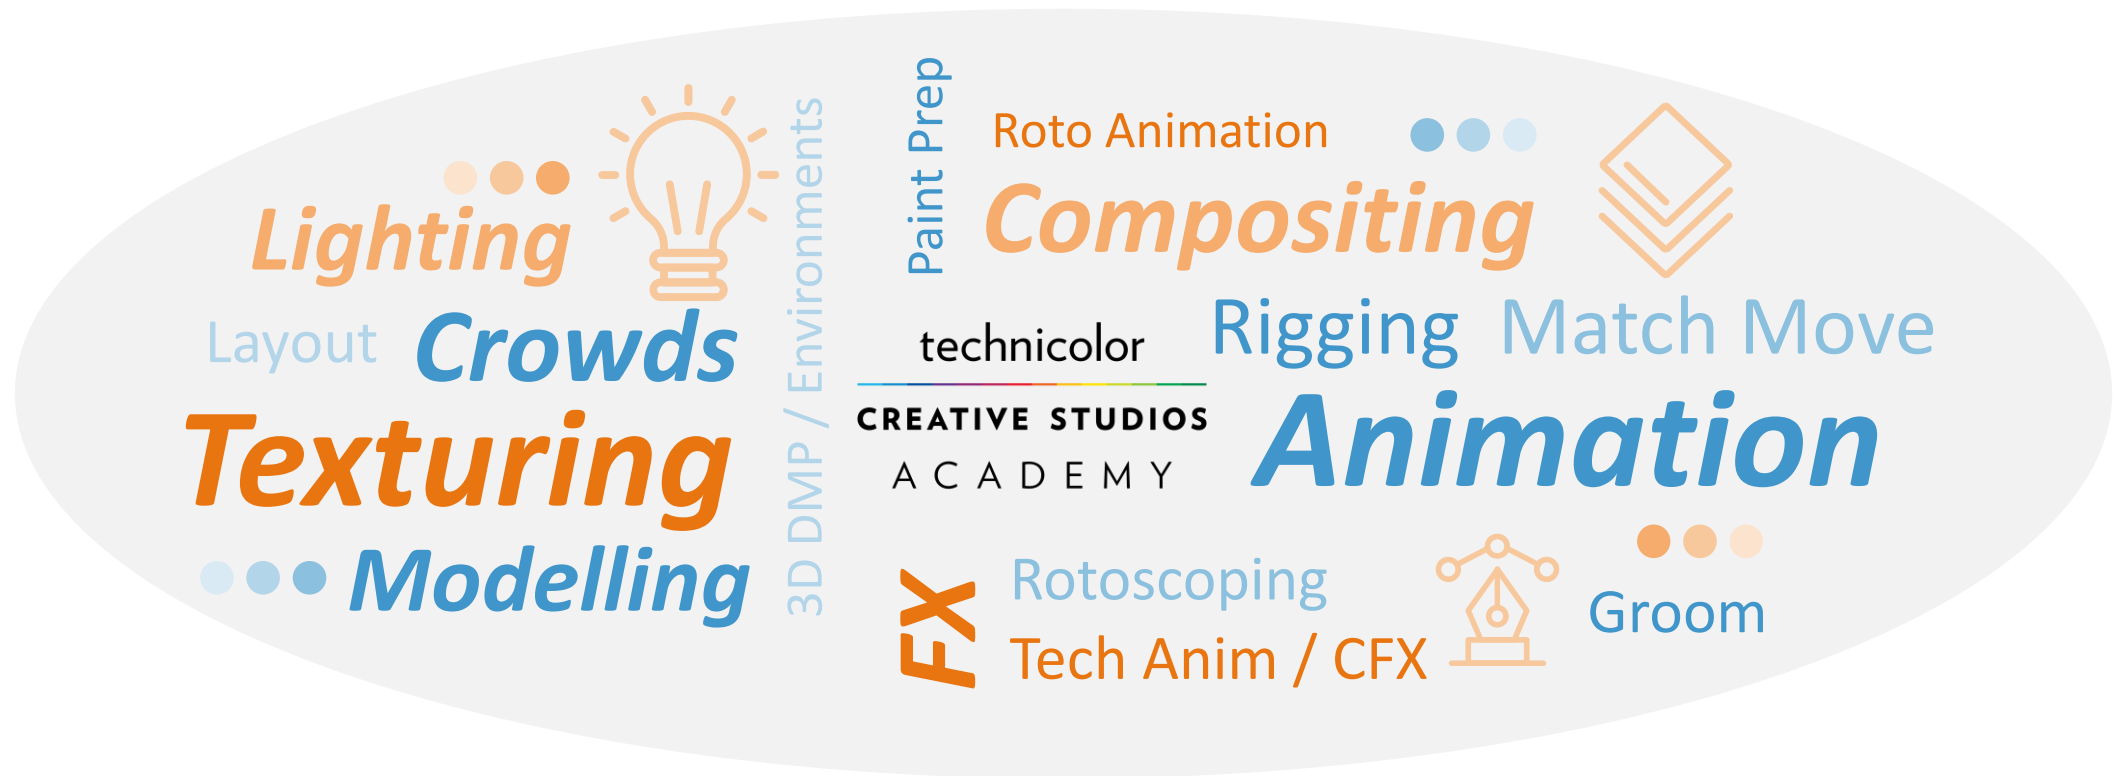 Lighting
Layout
Crowds
Texturing
Modelling
3D DMP / Environments
Paint Prep
Roto Animation
Compositing
technicolor
CREATIVE STUDIOS
ACADEMY
Rigging
Match Move
Animation
FX
Rotoscoping
Tech Anim / CFX
Groom